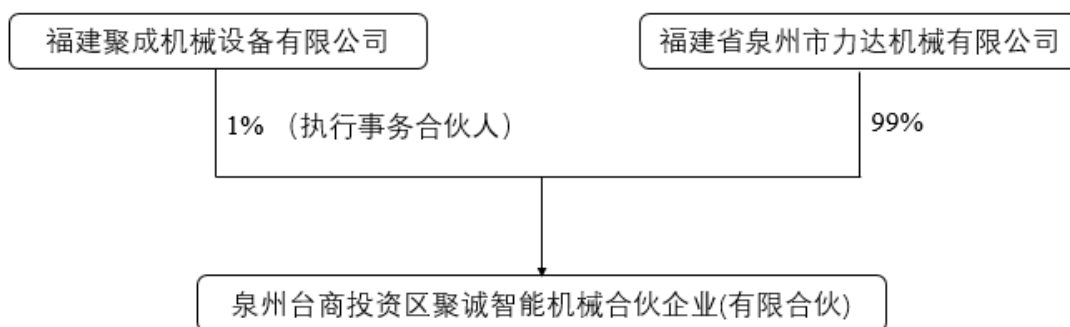 福建聚成机械设备有限公司
福建省泉州市力达机械有限公司
1% （执行事务合伙人）
99%
泉州台商投资区聚诚智能机械合伙企业(有限合伙)